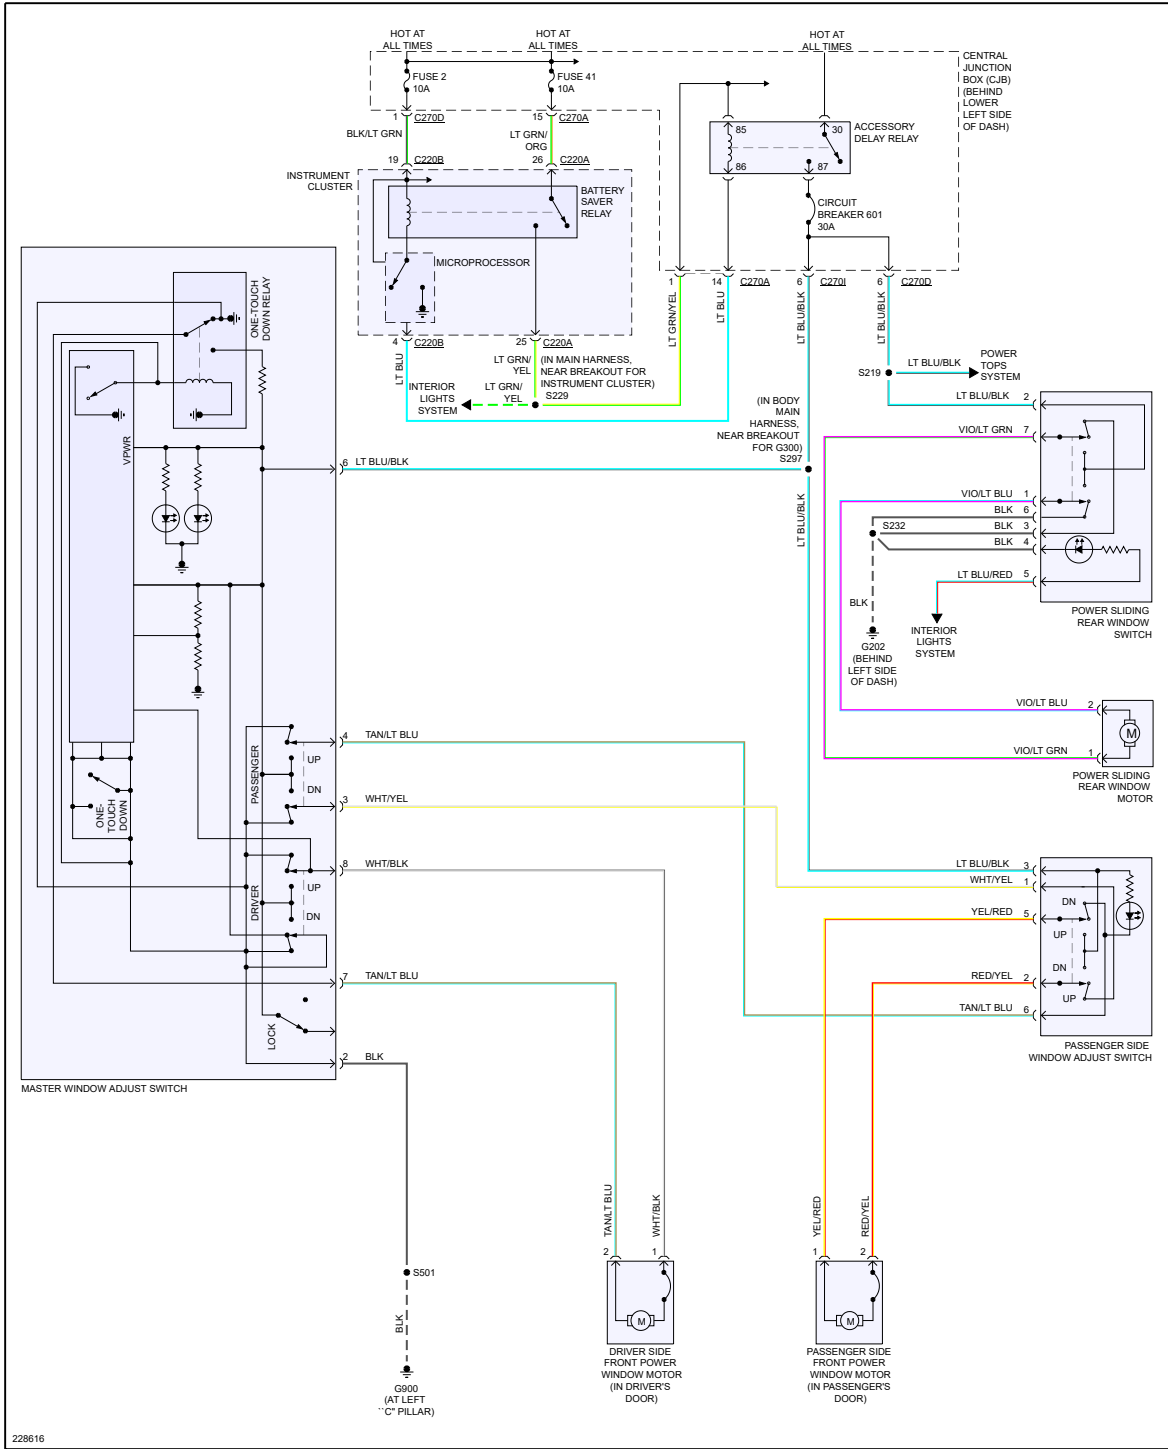 HOT AT
ALL TIMES
HOT AT
ALL TIMES
HOT AT
ALL TIMES
CENTRAL
JUNCTION
BOX (CJB)
(BEHIND
LOWER
LEFT SIDE
OF DASH)
FUSE 2
10A
FUSE 41
10A
1
C270D
15
C270A
BLK/LT GRN
LT GRN/
ORG
19
C220B
26
C220A
85
30
86
87
ACCESSORY
DELAY RELAY
CIRCUIT
BREAKER 601
30A
INSTRUMENT
CLUSTER
BATTERY
SAVER
RELAY
MICROPROCESSOR
4
C220B
25
C220A
1
14
C270A
6
C270I
6
C270D
LT GRN/YEL
LT BLU
LT BLU/BLK
LT BLU/BLK
LT BLU
LT GRN/
YEL
(IN MAIN HARNESS,
NEAR BREAKOUT FOR
INSTRUMENT CLUSTER)
S229
INTERIOR
LIGHTS
SYSTEM
LT GRN/
YEL
S219
LT BLU/BLK
POWER
TOPS
SYSTEM
(IN BODY
MAIN
HARNESS,
NEAR BREAKOUT
FOR G300)
S297
LT BLU/BLK
LT BLU/BLK
2
VIO/LT GRN
7
VIO/LT BLU
1
BLK
6
BLK
3
BLK
4
LT BLU/RED
5
S232
BLK
G202
(BEHIND
LEFT SIDE
OF DASH)
INTERIOR
LIGHTS
SYSTEM
POWER SLIDING
REAR WINDOW
SWITCH
VIO/LT BLU
2
VIO/LT GRN
1
M
POWER SLIDING
REAR WINDOW
MOTOR
ONE-TOUCH
DOWN RELAY
VPWR
6
LT BLU/BLK
4
TAN/LT BLU
3
WHT/YEL
8
WHT/BLK
7
TAN/LT BLU
2
BLK
PASSENGER
UP
DN
DRIVER
UP
DN
ONE-
TOUCH
DOWN
LOCK
MASTER WINDOW ADJUST SWITCH
LT BLU/BLK
3
WHT/YEL
1
YEL/RED
5
RED/YEL
2
TAN/LT BLU
6
DN
UP
DN
UP
PASSENGER SIDE
WINDOW ADJUST SWITCH
TAN/LT BLU
WHT/BLK
YEL/RED
RED/YEL
2
1
1
2
M
M
DRIVER SIDE
FRONT POWER
WINDOW MOTOR
(IN DRIVER'S
DOOR)
PASSENGER SIDE
FRONT POWER
WINDOW MOTOR
(IN PASSENGER'S
DOOR)
S501
BLK
G900
(AT LEFT
``C" PILLAR)
228616